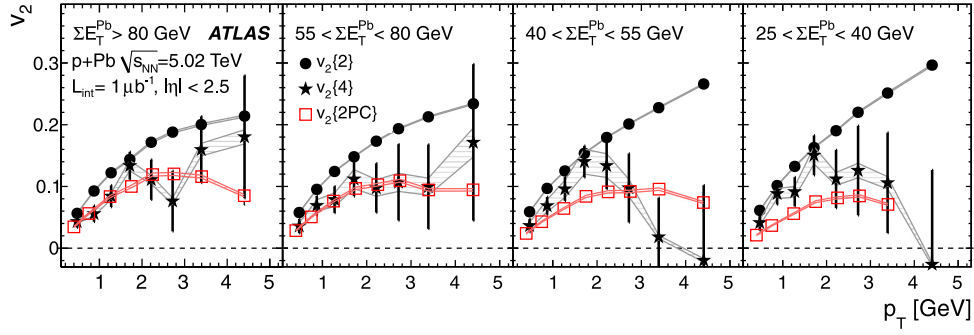 v₂
ΣE_T^Pb > 80 GeV ATLAS
p+Pb √s_NN=5.02 TeV
L_int= 1 μb⁻¹, |η| < 2.5
55 < ΣE_T^Pb < 80 GeV
v₂{2}
v₂{4}
v₂{2PC}
40 < ΣE_T^Pb < 55 GeV
25 < ΣE_T^Pb < 40 GeV
0.3
0.2
0.1
0
1 2 3 4 5 1 2 3 4 5 1 2 3 4 5 1 2 3 4 5
p_T [GeV]